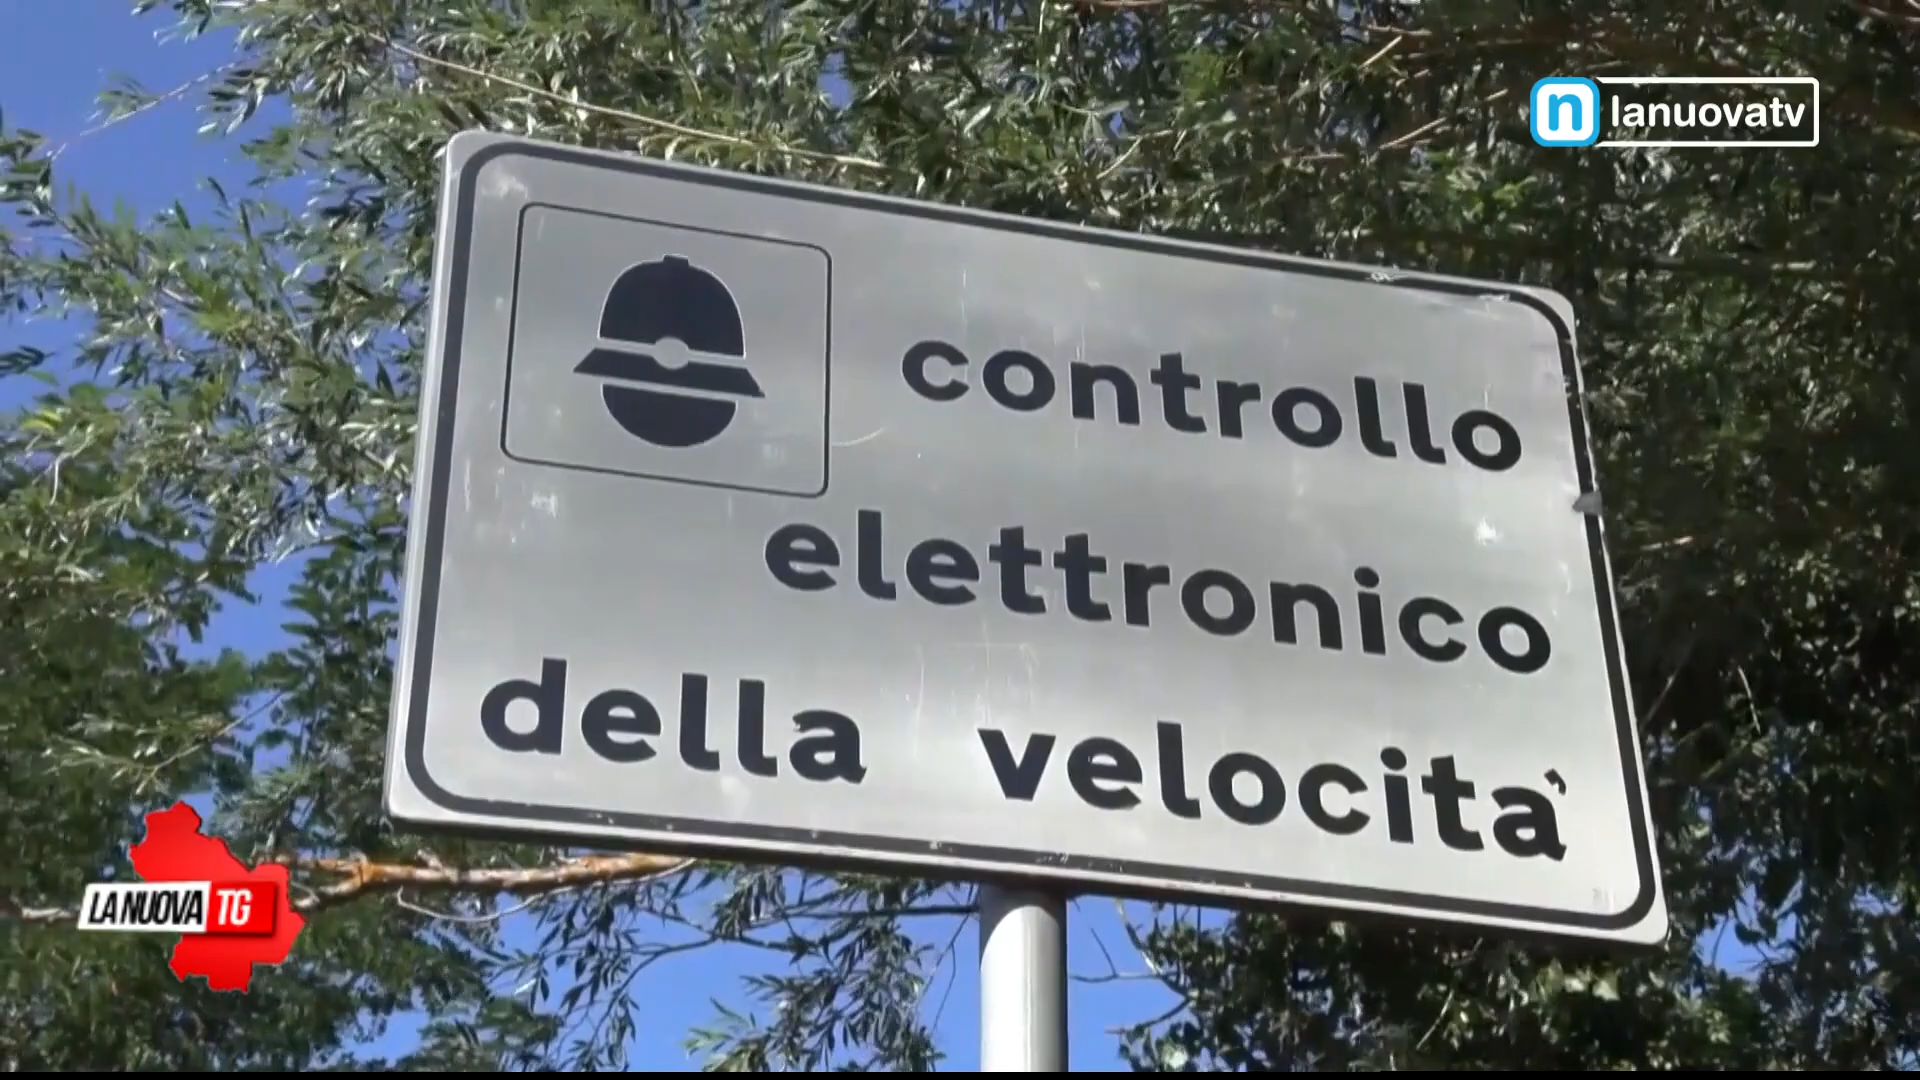 n lanuovatv
controllo
elettronico
della velocita'
LA NUOVA TG